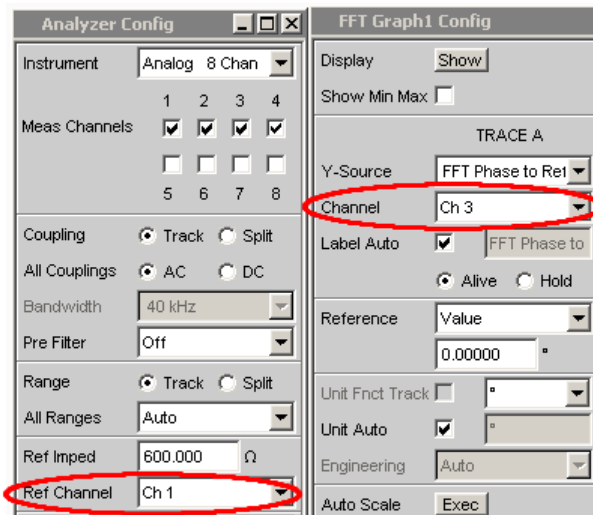 Analyzer Config
Instrument Analog 8 Chan
1 2 3 4
Meas Channels
5 6 7 8
Coupling Track Split
All Couplings AC DC
Bandwidth 40 kHz
Pre Filter Off
Range Track Split
All Ranges Auto
Ref Imped 600.000 Ω
Ref Channel Ch 1
FFT Graph1 Config
Display Show
Show Min Max
TRACE A
Y-Source FFT Phase to Ref
Channel Ch 3
Label Auto FFT Phase to
Alive Hold
Reference Value
0.00000 °
Unit Fnct Track °
Unit Auto °
Engineering Auto
Auto Scale Exec